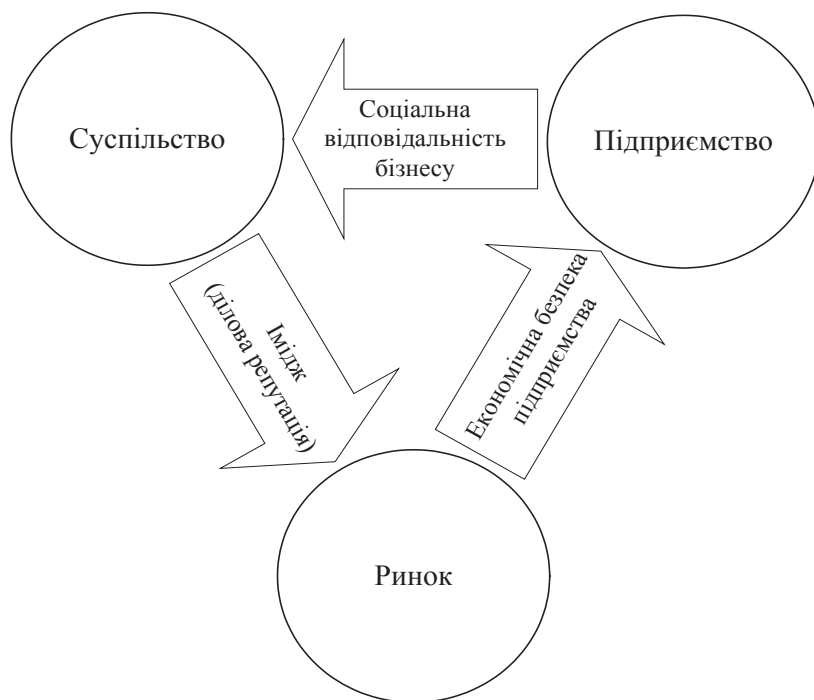 Суспільство
Соціальна
відповідальність
бізнесу
Підприємство
Імідж
(ділова репутація)
Економічна безпека
підприємства
Ринок